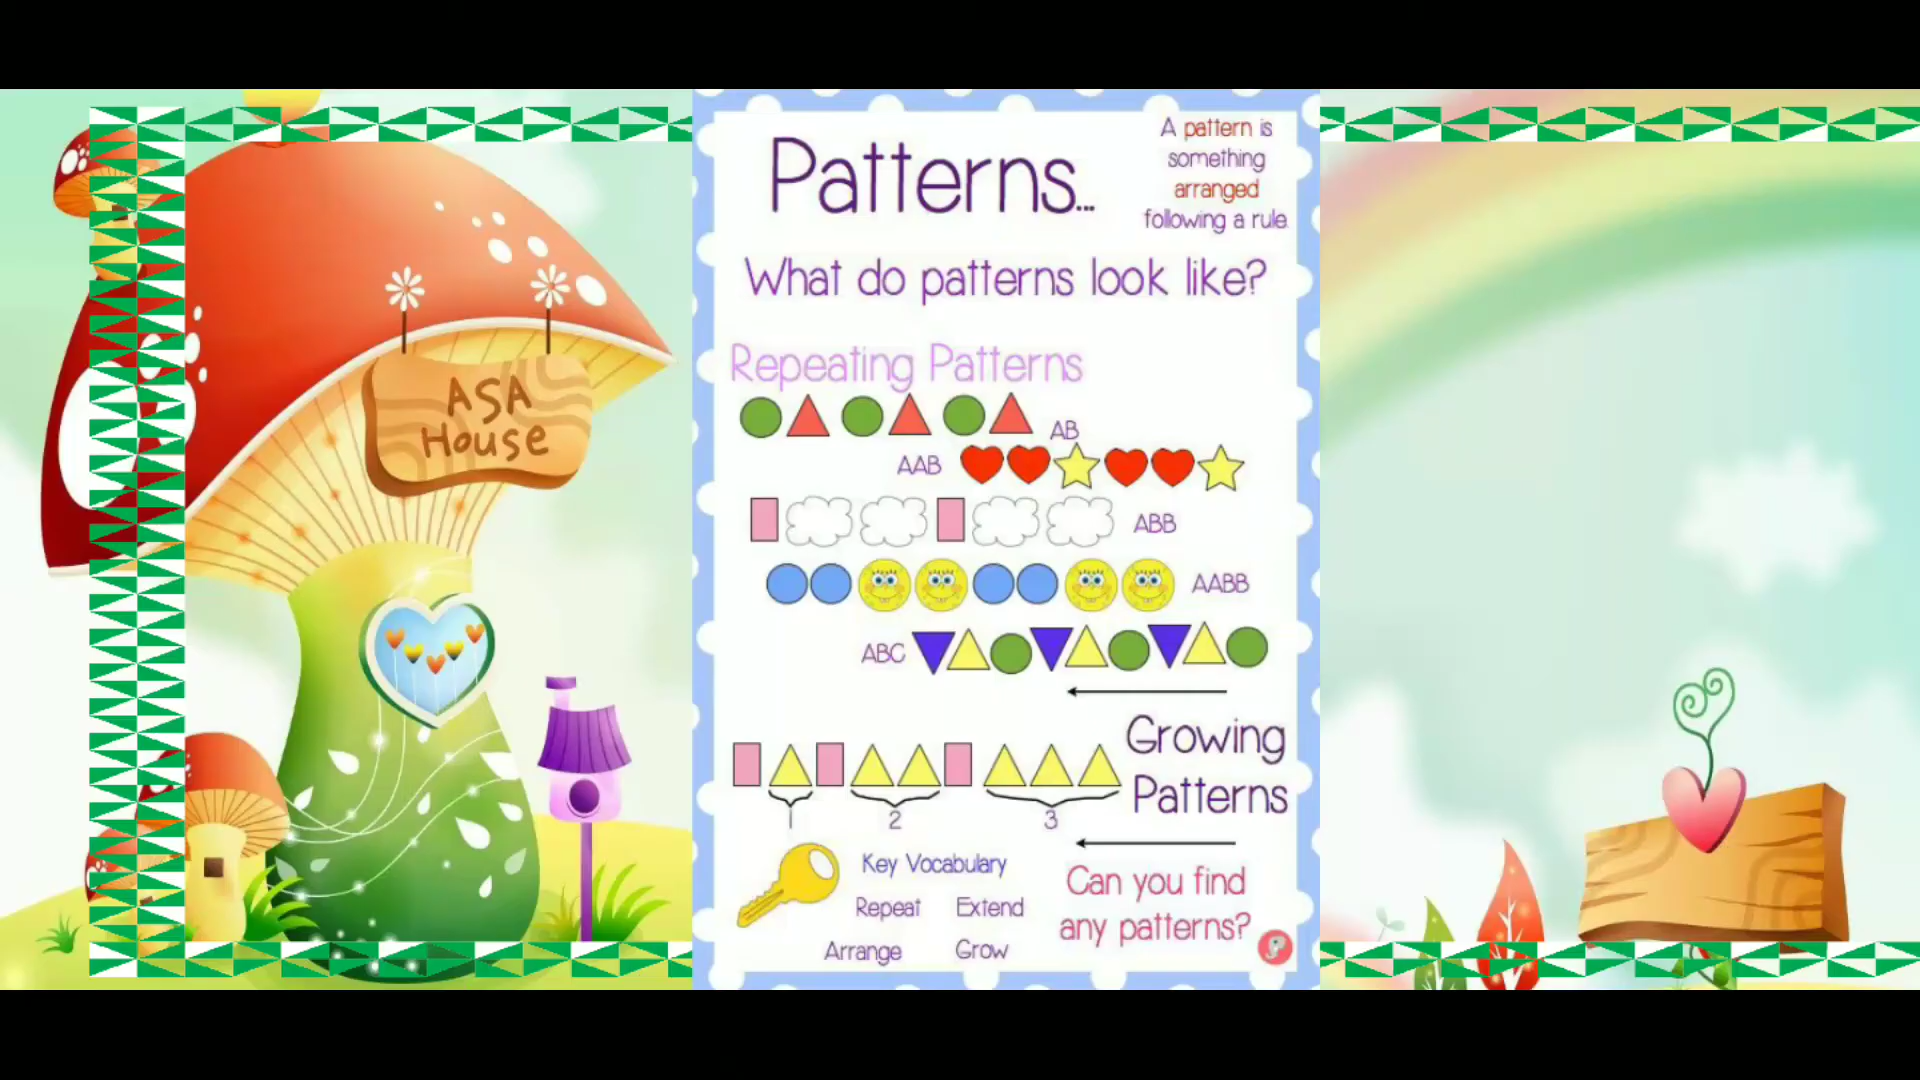 ASA
House
Patterns...
A pattern is
something
arranged
following a rule.
What do patterns look like?
Repeating Patterns
AB
AAB
ABB
AABB
ABC
Growing
Patterns
1 2 3
Key Vocabulary
Repeat Extend
Arrange Grow
Can you find
any patterns?